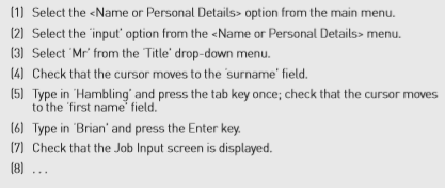 (1) Select the <Name or Personal Details> option from the main menu.
(2) Select the 'input' option from the <Name or Personal Details> menu.
(3) Select 'Mr' from the 'Title' drop-down menu.
(4) Check that the cursor moves to the 'surname" field.
(5) Type in 'Hambling' and press the tab key once; check that the cursor moves
to the 'first name' field.
(6) Type in 'Brian' and press the Enter key.
(7) Check that the Job Input screen is displayed.
(8) ...